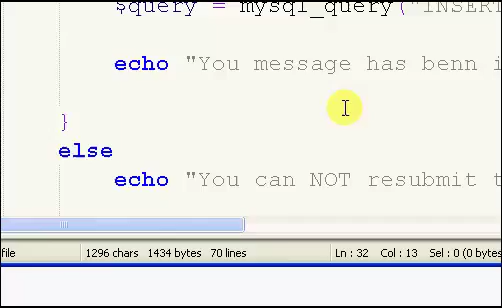 $query = mysql_query("INSERT
echo "You message has benn i
}
else
echo "You can NOT resubmit t
file 1296 chars 1434 bytes 70 lines Ln : 32 Col : 13 Sel : 0 (0 bytes